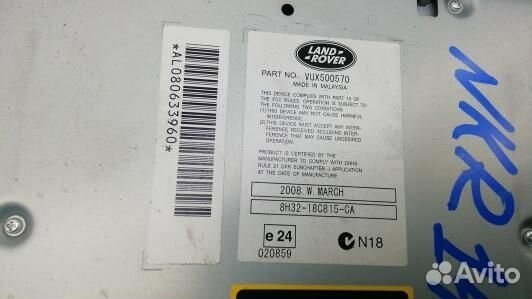 *AL080633960*
LAND-
ROVER
PART NO. VUX500570
MADE IN MALAYSIA
THIS DEVICE COMPLIES WITH PART 15 OF
THE FCC RULES. OPERATION IS SUBJECT TO
THE FOLLOWING TWO CONDITIONS
(1) THIS DEVICE MAY NOT CAUSE HARMFUL
INTERFERENCE.
(2) THIS DEVICE MUST ACCEPT ANY INTER-
FERENCE RECEIVED, INCLUDING INTER-
FERENCE THAT MAY CAUSE UNDESIRED
OPERATION.
PRODUCT IS CERTIFIED TO COMPLY WITH DHHS
RULE 21 CFR SUBCHAPTER J APPLICATION
AT THE DATE OF MANUFACTURE
2008. W. MARCH
8H32-18C815-CA
e 24
020859
N18
NKR
Avito